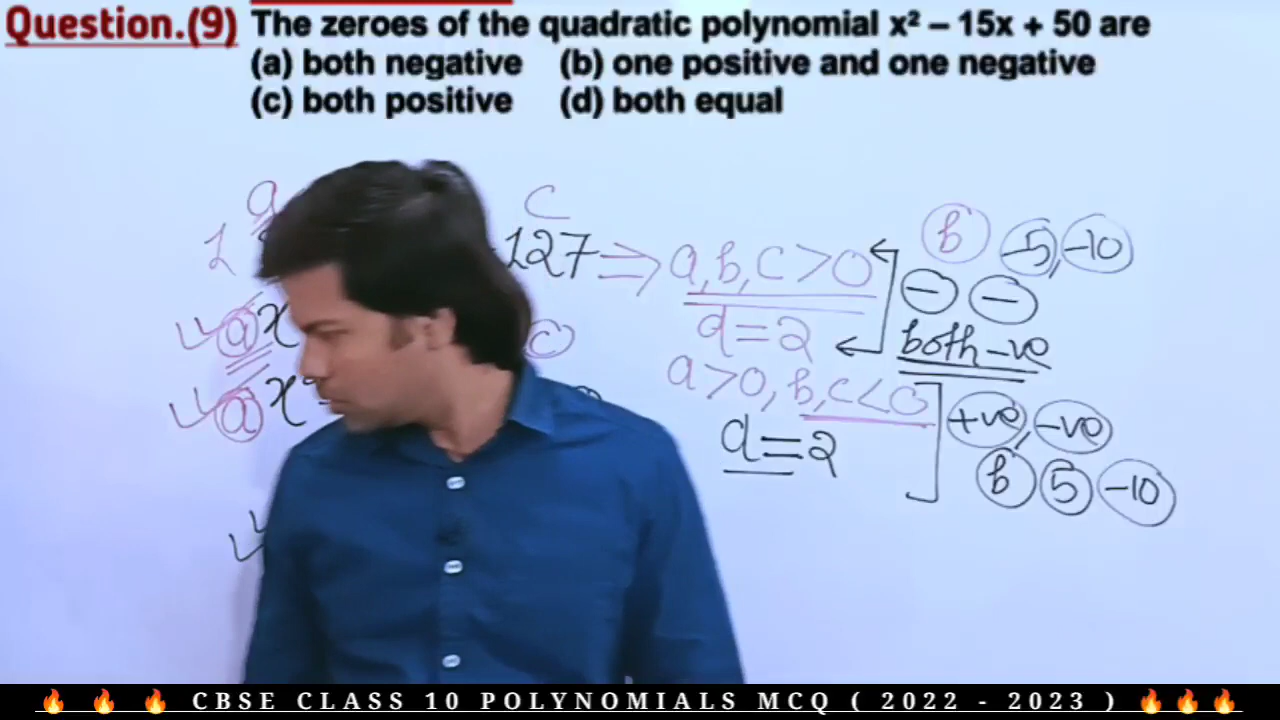 Question.(9) The zeroes of the quadratic polynomial x² – 15x + 50 are
(a) both negative (b) one positive and one negative
(c) both positive (d) both equal
a c b -5, -10
1 127 ⇒ a, b, c > 0 - -
a x c d = 2 both -ve
a x² a > 0, b, c < 0 +ve, -ve
d = 2 b 5 -10
🔥 🔥 🔥 CBSE CLASS 10 POLYNOMIALS MCQ ( 2022 - 2023 ) 🔥🔥🔥